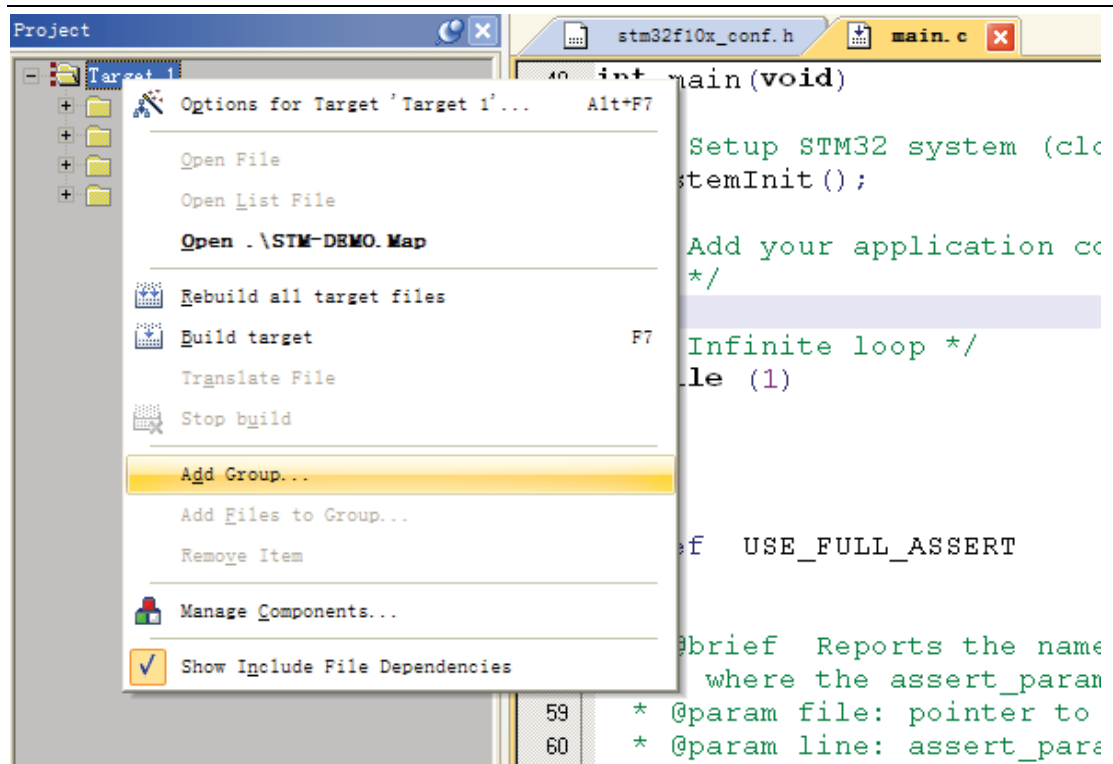 Project
stm32f10x_conf.h
main.c
Target 1
Options for Target 'Target 1'... Alt+F7
Open File
Open List File
Open .\STM-DEMO.Map
Rebuild all target files
Build target F7
Translate File
Stop build
Add Group...
Add Files to Group...
Remove Item
Manage Components...
Show Include File Dependencies
main(void)
Setup STM32 system (clo
stemInit();
Add your application co
*/
Infinite loop */
le (1)
ef USE_FULL_ASSERT
brief Reports the name
where the assert_param
59 * @param file: pointer to
60 * @param line: assert_para